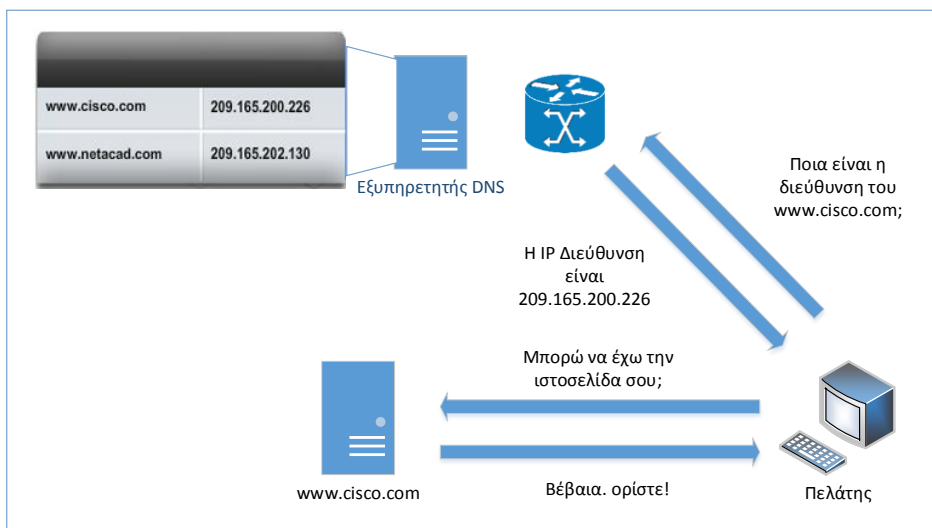 www.cisco.com 209.165.200.226
www.netacad.com 209.165.202.130
Εξυπηρετητής DNS
Ποια είναι η
διεύθυνση του
www.cisco.com;
Η IP Διεύθυνση
είναι
209.165.200.226
Μπορώ να έχω την
ιστοσελίδα σου;
www.cisco.com
Βέβαια. ορίστε!
Πελάτης